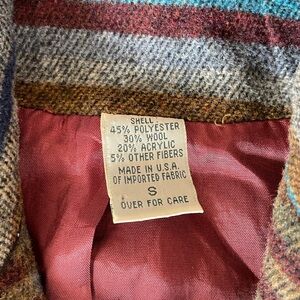 SHELL:
45% POLYESTER
30% WOOL
20% ACRYLIC
5% OTHER FIBERS
MADE IN U.S.A.
OF IMPORTED FABRIC
S
OVER FOR CARE